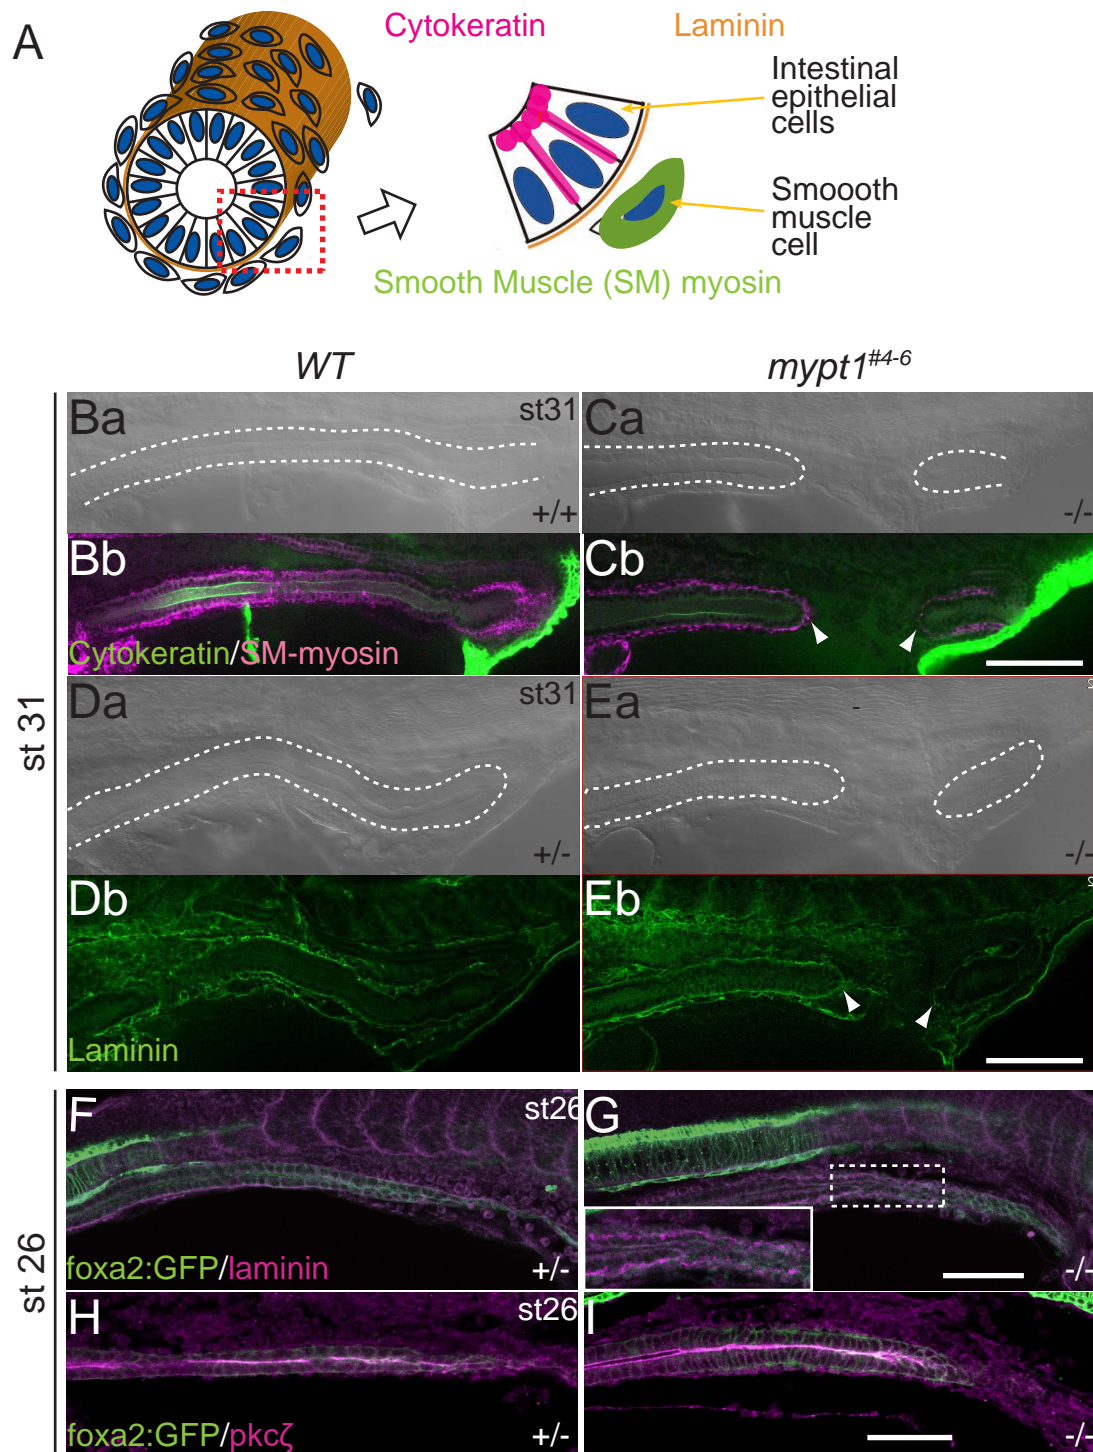 A
Cytokeratin
Laminin
Intestinal
epithelial
cells
Smoooth
muscle
cell
Smooth Muscle (SM) myosin
WT
mypt1#4-6
st 31
Ba
st31
+/+
Ca
-/-
Bb
Cytokeratin/SM-myosin
Cb
Da
st31
+/-
Ea
-/-
Db
Laminin
Eb
st 26
F
st26
foxa2:GFP/laminin
+/-
G
-/-
H
st26
foxa2:GFP/pkcζ
+/-
I
-/-